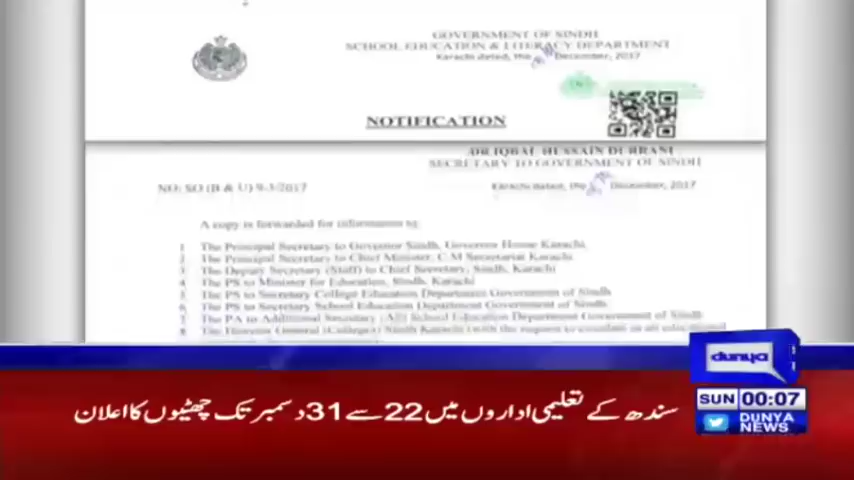 GOVERNMENT OF SINDH
SCHOOL EDUCATION & LITERACY DEPARTMENT
Karachi dated, the December, 2017
NOTIFICATION
DR IQBAL HUSSAIN DURRANI
SECRETARY TO GOVERNMENT OF SINDH
NO: SO (B & U) 9-3/2017
Karachi dated, the December, 2017
A copy is forwarded for information to:
1 The Principal Secretary to Governor Sindh, Governor House Karachi.
2 The Principal Secretary to Chief Minister, C.M Secretariat Karachi.
3 The Deputy Secretary (Staff) to Chief Secretary, Sindh, Karachi
4 The PS to Minister for Education, Sindh, Karachi
5 The PS to Secretary College Education Department Government of Sindh
6 The PS to Secretary School Education Department Government of Sindh.
7 The PA to Additional Secretary School Education Department Government of Sindh
8 The General (Colleges) Sindh Karachi (with the request to circulate in all educational
dunya
SUN 00:07
DUNYA
NEWS
سندھ کے تعلیمی اداروں میں 22 سے 31 دسمبر تک چھٹیوں کا اعلان